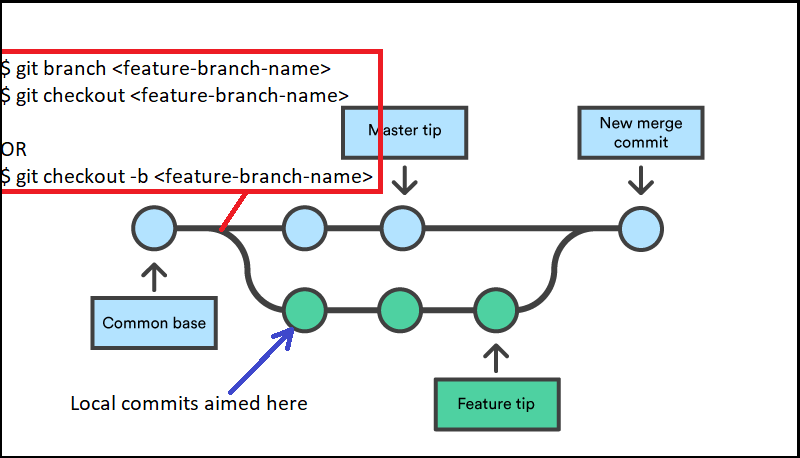 $ git branch <feature-branch-name>
$ git checkout <feature-branch-name>
OR
$ git checkout -b <feature-branch-name>
Master tip
New merge
commit
Common base
Local commits aimed here
Feature tip